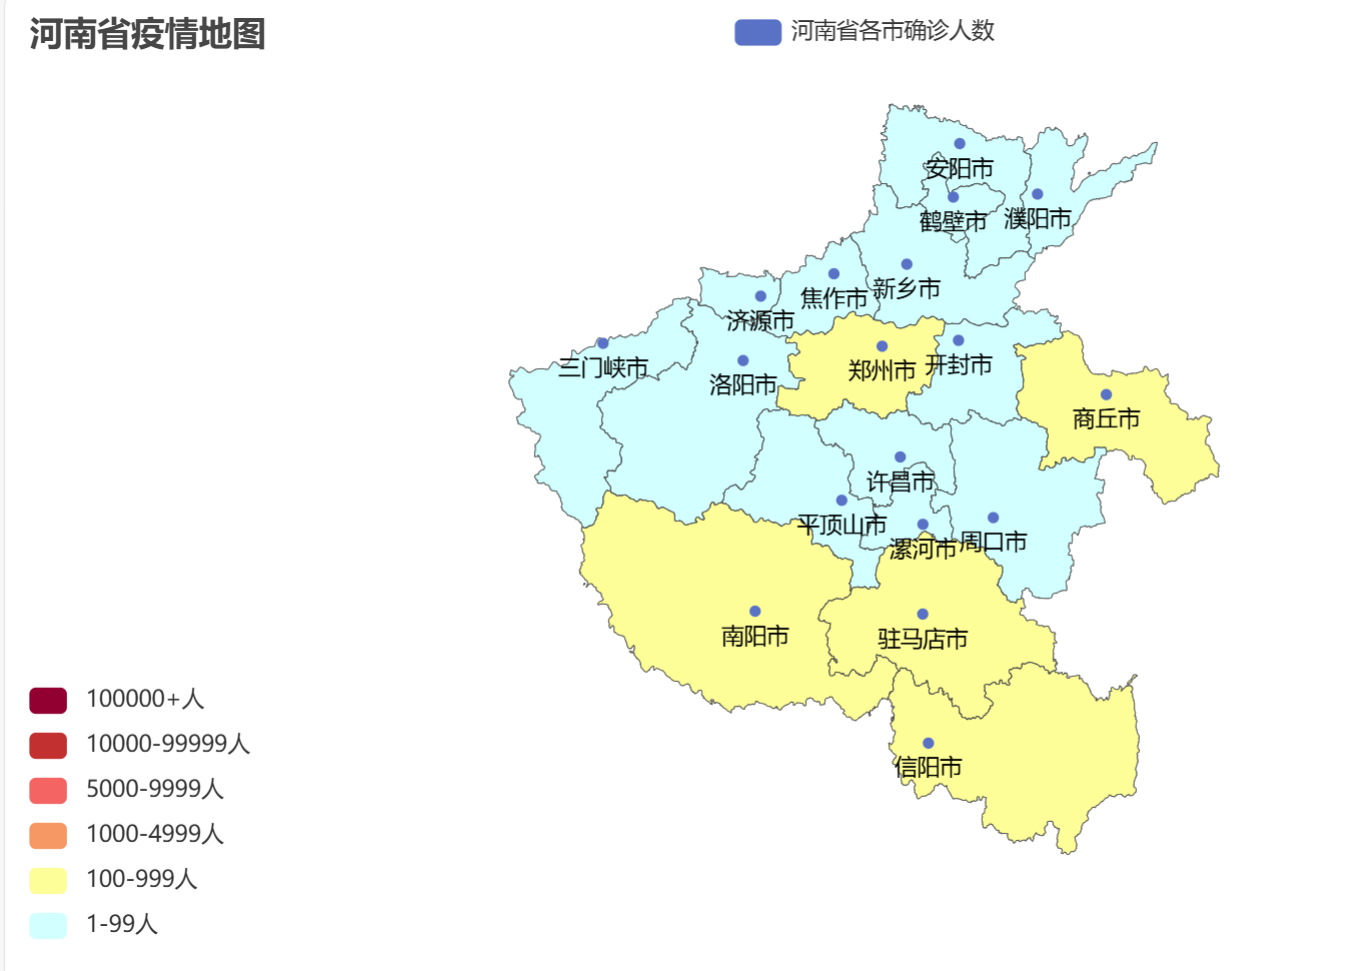 河南省疫情地图
河南省各市确诊人数
安阳市
鹤壁市
濮阳市
新乡市
焦作市
济源市
三门峡市
洛阳市
郑州市
开封市
商丘市
许昌市
平顶山市
漯河市
周口市
南阳市
驻马店市
信阳市
100000+人
10000-99999人
5000-9999人
1000-4999人
100-999人
1-99人